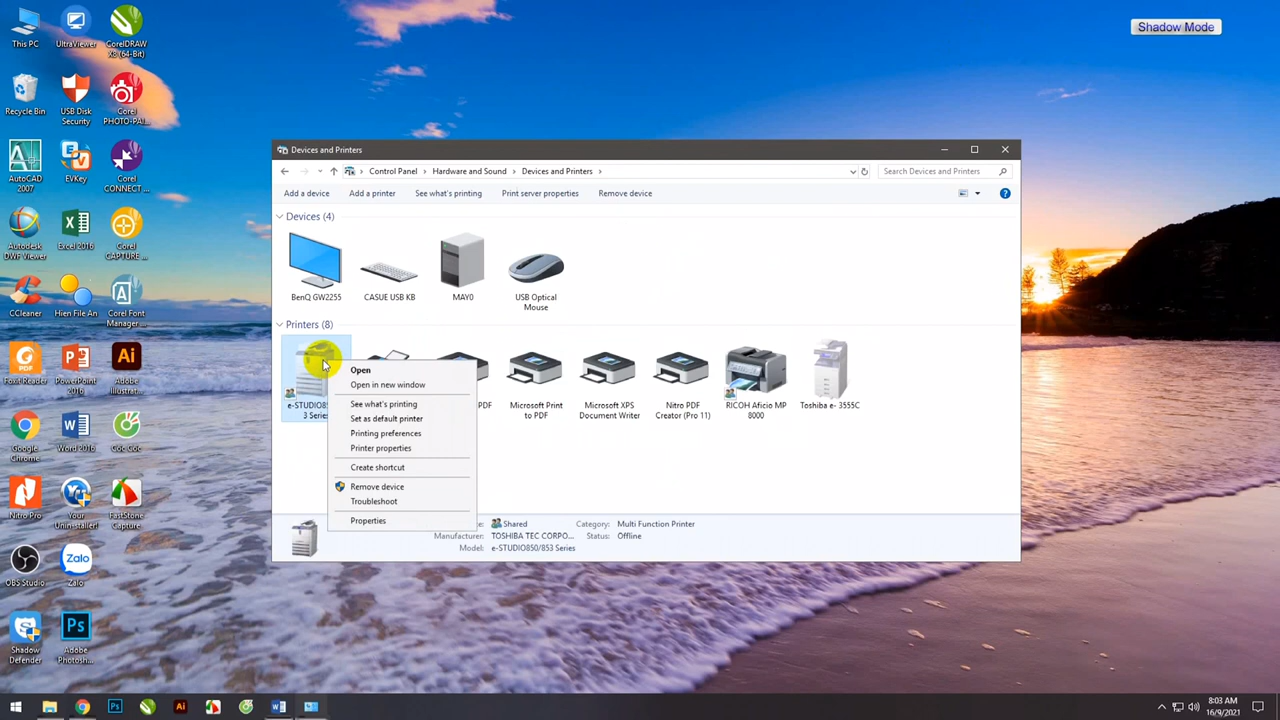 This PC
UltraViewer
CorelDRAW
X8 (64-Bit)
Recycle Bin
USB Disk
Security
Corel
PHOTO-PAI...
AutoCAD
2007
EVKey
Corel
CONNECT ...
Autodesk
DWF Viewer
Excel 2016
Corel
CAPTURE ...
CCleaner
Hien File An
Corel Font
Manager ...
Foxit Reader
PowerPoint
2016
Adobe
Illustrat...
Google
Chrome
Word 2016
Cốc Cốc
Nitro Pro
Your
Uninstaller!
FastStone
Capture
OBS Studio
Zalo
Zalo
Shadow
Defender
Adobe
Photosh...
Shadow Mode
Devices and Printers
Control Panel
Hardware and Sound
Devices and Printers
Search Devices and Printers
Add a device
Add a printer
See what's printing
Print server properties
Remove device
Devices (4)
BenQ GW2255
CASUE USB KB
MAY0
USB Optical
Mouse
Printers (8)
e-STUDIO85
3 Serie
PDF
Microsoft Print
to PDF
Microsoft XPS
Document Writer
Nitro PDF
Creator (Pro 11)
RICOH Aficio MP
8000
Toshiba e- 3555C
Open
Open in new window
See what's printing
Set as default printer
Printing preferences
Printer properties
Create shortcut
Remove device
Troubleshoot
Properties
Shared
Category: Multi Function Printer
Manufacturer: TOSHIBA TEC CORPO...
Status: Offline
Model: e-STUDIO850/853 Series
8:03 AM
16/9/2021